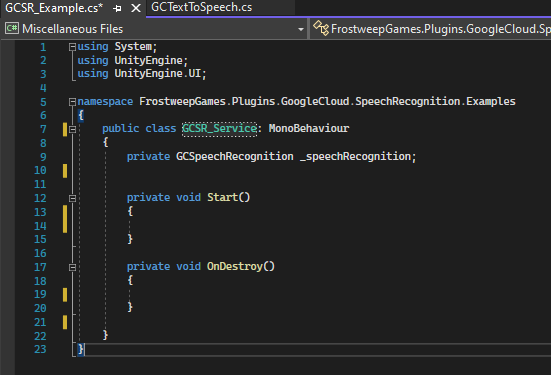 GCSR_Example.cs*
GCTextToSpeech.cs
Miscellaneous Files
FrostweepGames.Plugins.GoogleCloud.Sp
1 using System;
2 using UnityEngine;
3 using UnityEngine.UI;
4
5 namespace FrostweepGames.Plugins.GoogleCloud.SpeechRecognition.Examples
6 {
7 public class GCSR_Service: MonoBehaviour
8 {
9 private GCSpeechRecognition _speechRecognition;
10
11
12 private void Start()
13 {
14
15 }
16
17 private void OnDestroy()
18 {
19
20 }
21
22 }
23 }